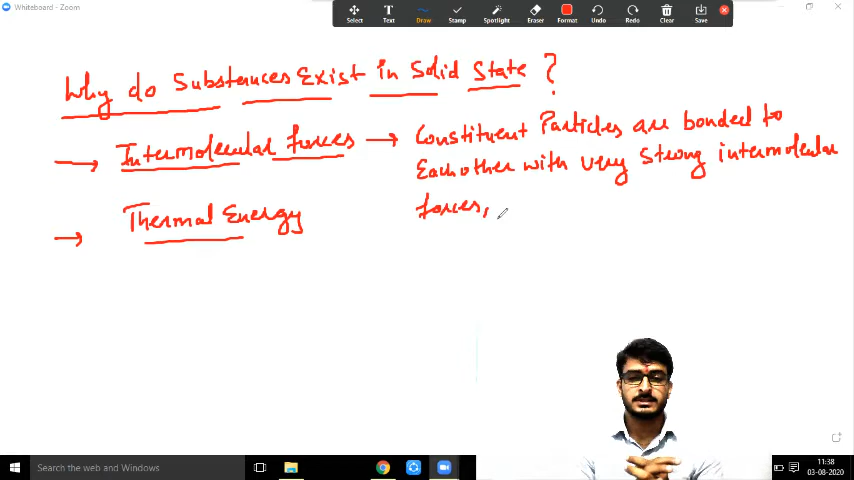 Whiteboard - Zoom
Select Text Draw Stamp Spotlight Eraser Format Undo Redo Clear Save
Why do Substances Exist in Solid State ?
→ Intermolecular forces → Constituent Particles are bonded to
Each other with very strong intermolecular
forces,
→ Thermal Energy
Search the web and Windows
11:38
03-08-2020